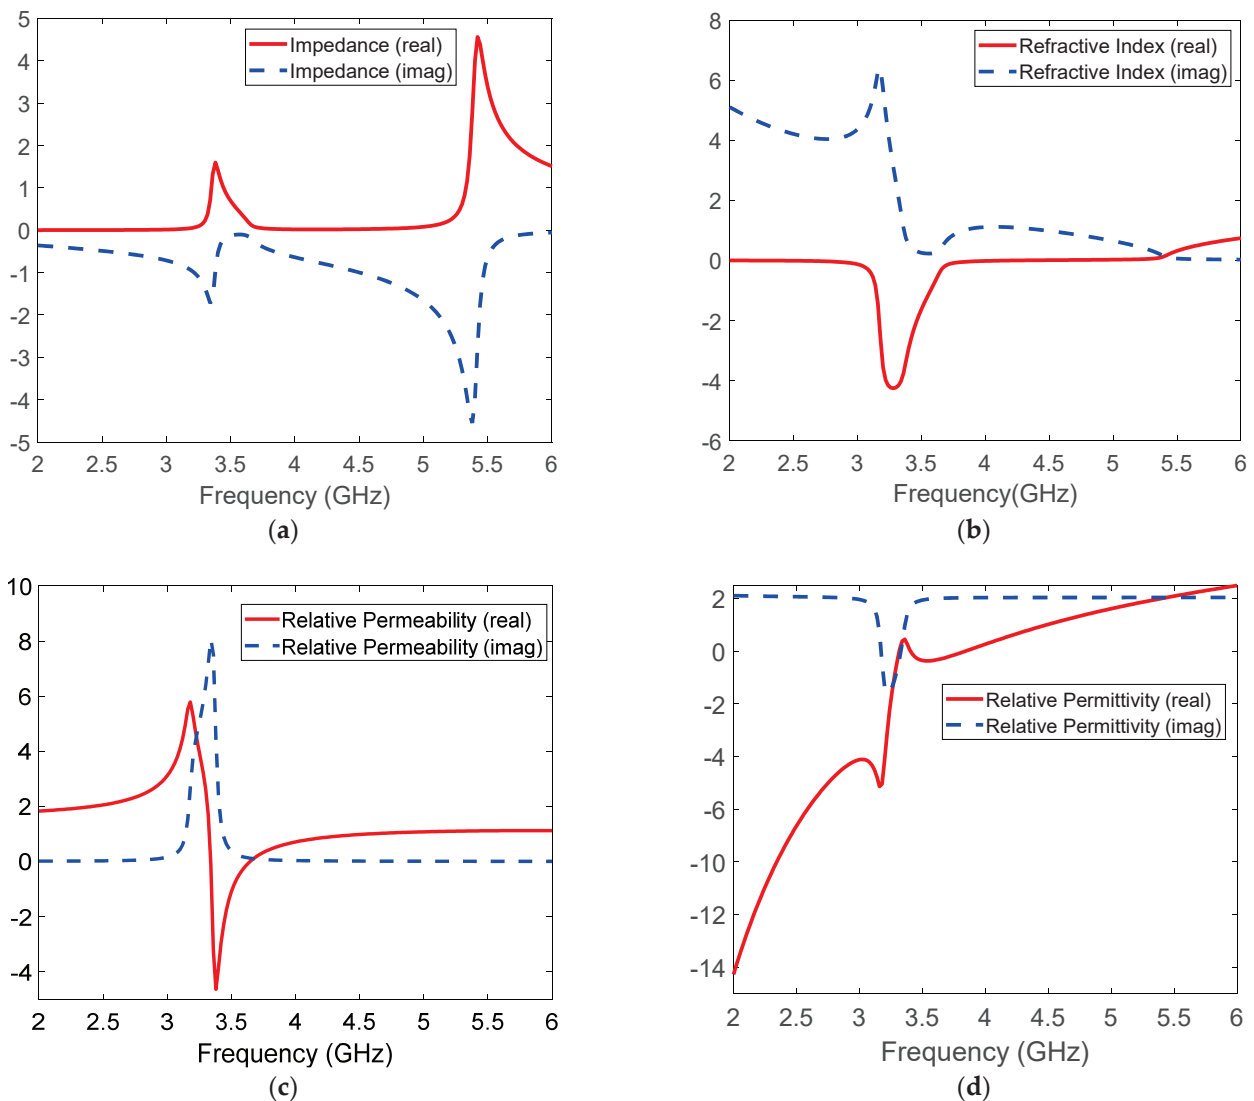 5
4
3
2
1
0
-1
-2
-3
-4
-5
Impedance (real)
Impedance (imag)
2 2.5 3 3.5 4 4.5 5 5.5 6
Frequency (GHz)
(a)
8
6
4
2
0
-2
-4
-6
Refractive Index (real)
Refractive Index (imag)
2 2.5 3 3.5 4 4.5 5 5.5 6
Frequency(GHz)
(b)
10
8
6
4
2
0
-2
-4
Relative Permeability (real)
Relative Permeability (imag)
2 2.5 3 3.5 4 4.5 5 5.5 6
Frequency (GHz)
(c)
2
0
-2
-4
-6
-8
-10
-12
-14
Relative Permittivity (real)
Relative Permittivity (imag)
2 2.5 3 3.5 4 4.5 5 5.5 6
Frequency (GHz)
(d)